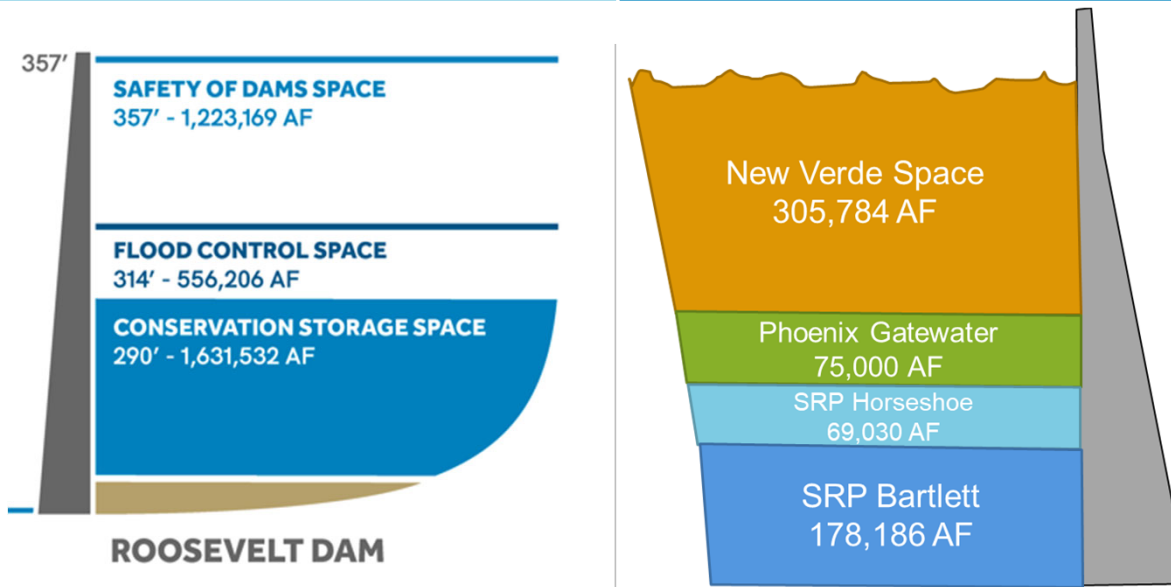 357'
SAFETY OF DAMS SPACE
357' - 1,223,169 AF
FLOOD CONTROL SPACE
314' - 556,206 AF
CONSERVATION STORAGE SPACE
290' - 1,631,532 AF
ROOSEVELT DAM
New Verde Space
305,784 AF
Phoenix Gatewater
75,000 AF
SRP Horseshoe
69,030 AF
SRP Bartlett
178,186 AF